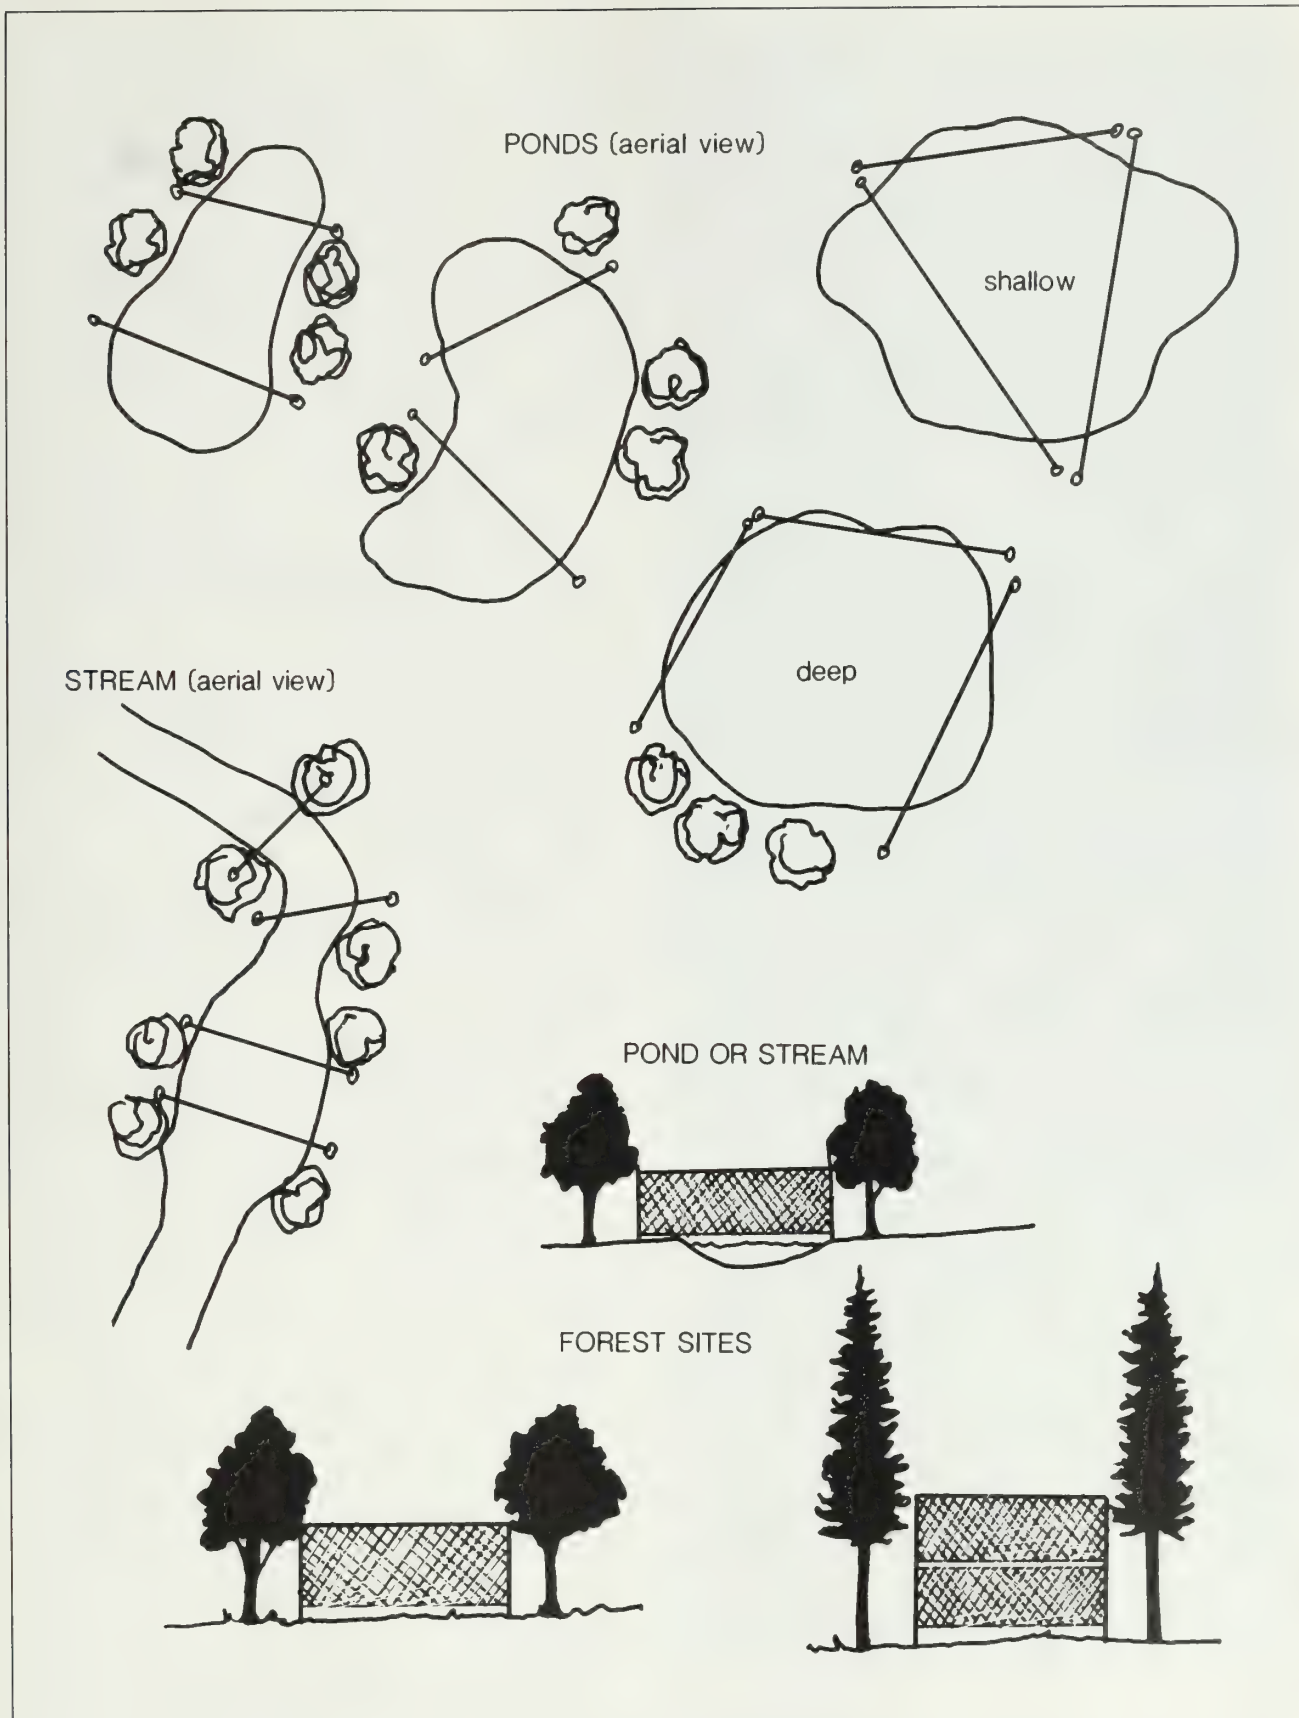 PONDS (aerial view)
shallow
deep
STREAM (aerial view)
POND OR STREAM
FOREST SITES